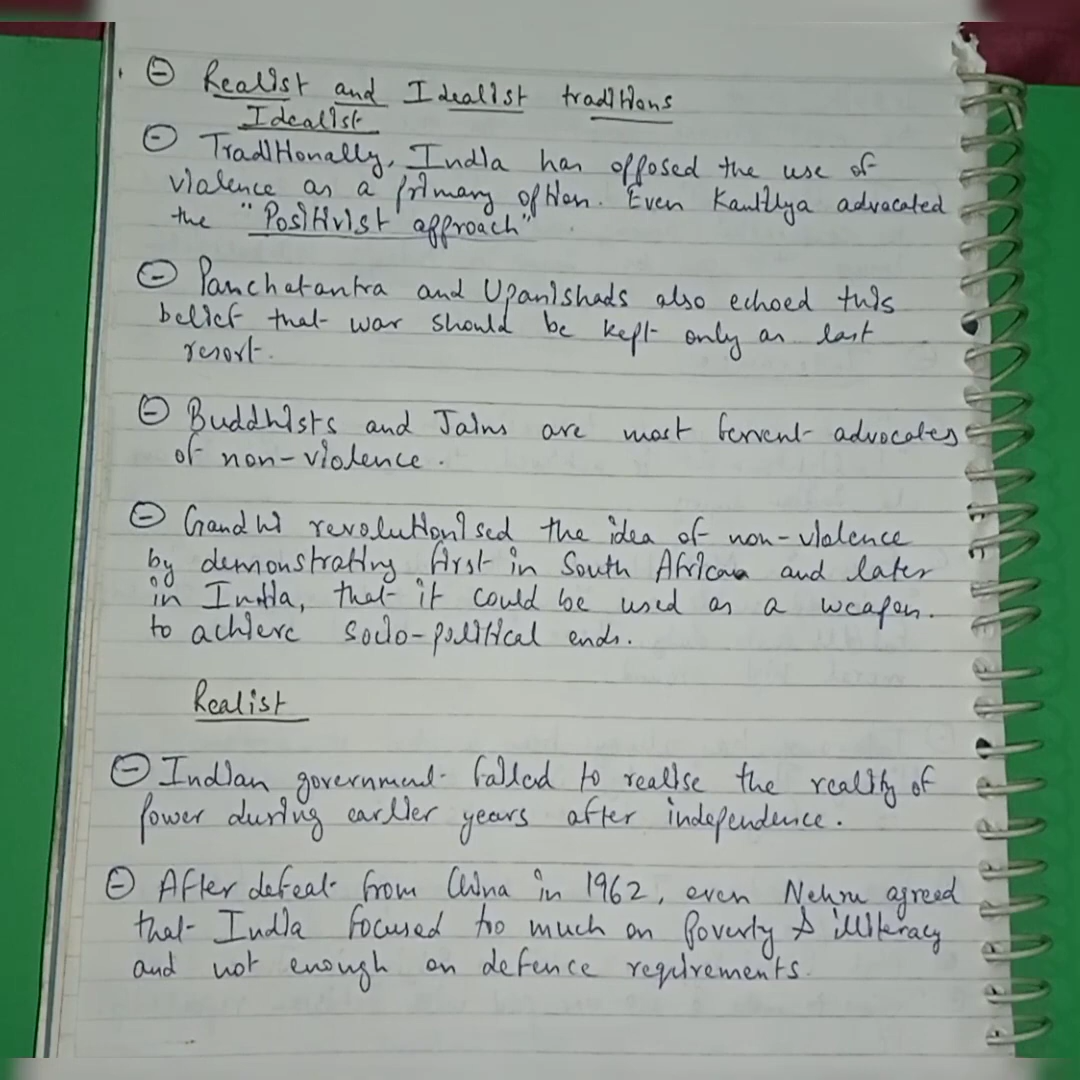 ⊖ Realist and Idealist traditions
Idealist
⊖ Traditionally, India has opposed the use of
violence as a primary option. Even Kautilya advocated
the "Positivist approach".
⊖ Panchatantra and Upanishads also echoed this
belief that war should be kept only as last
resort.
⊖ Buddhists and Jains are most fervent advocates
of non-violence.
⊖ Gandhi revolutionised the idea of non-violence
by demonstrating first in South African and later
in India, that it could be used as a weapon.
to achieve socio-political ends.
Realist
⊖ Indian government failed to realise the reality of
power during earlier years after independence.
⊖ After defeat from China in 1962, even Nehru agreed
that India focused too much on Poverty & illiteracy
and not enough on defence requirements.